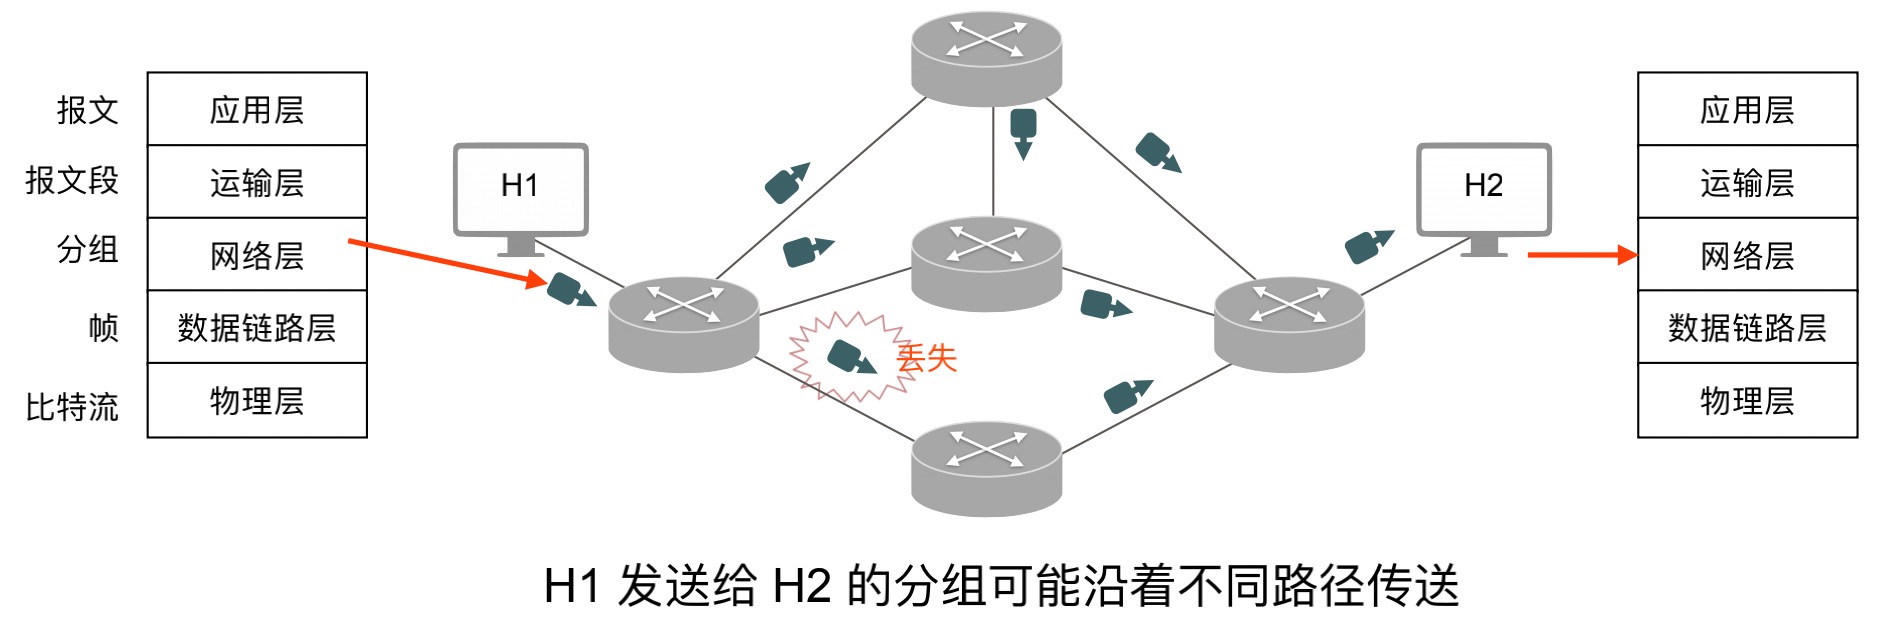 报文
报文段
分组
帧
比特流
应用层
运输层
网络层
数据链路层
物理层
H1
丢失
H2
应用层
运输层
网络层
数据链路层
物理层
H1 发送给 H2 的分组可能沿着不同路径传送